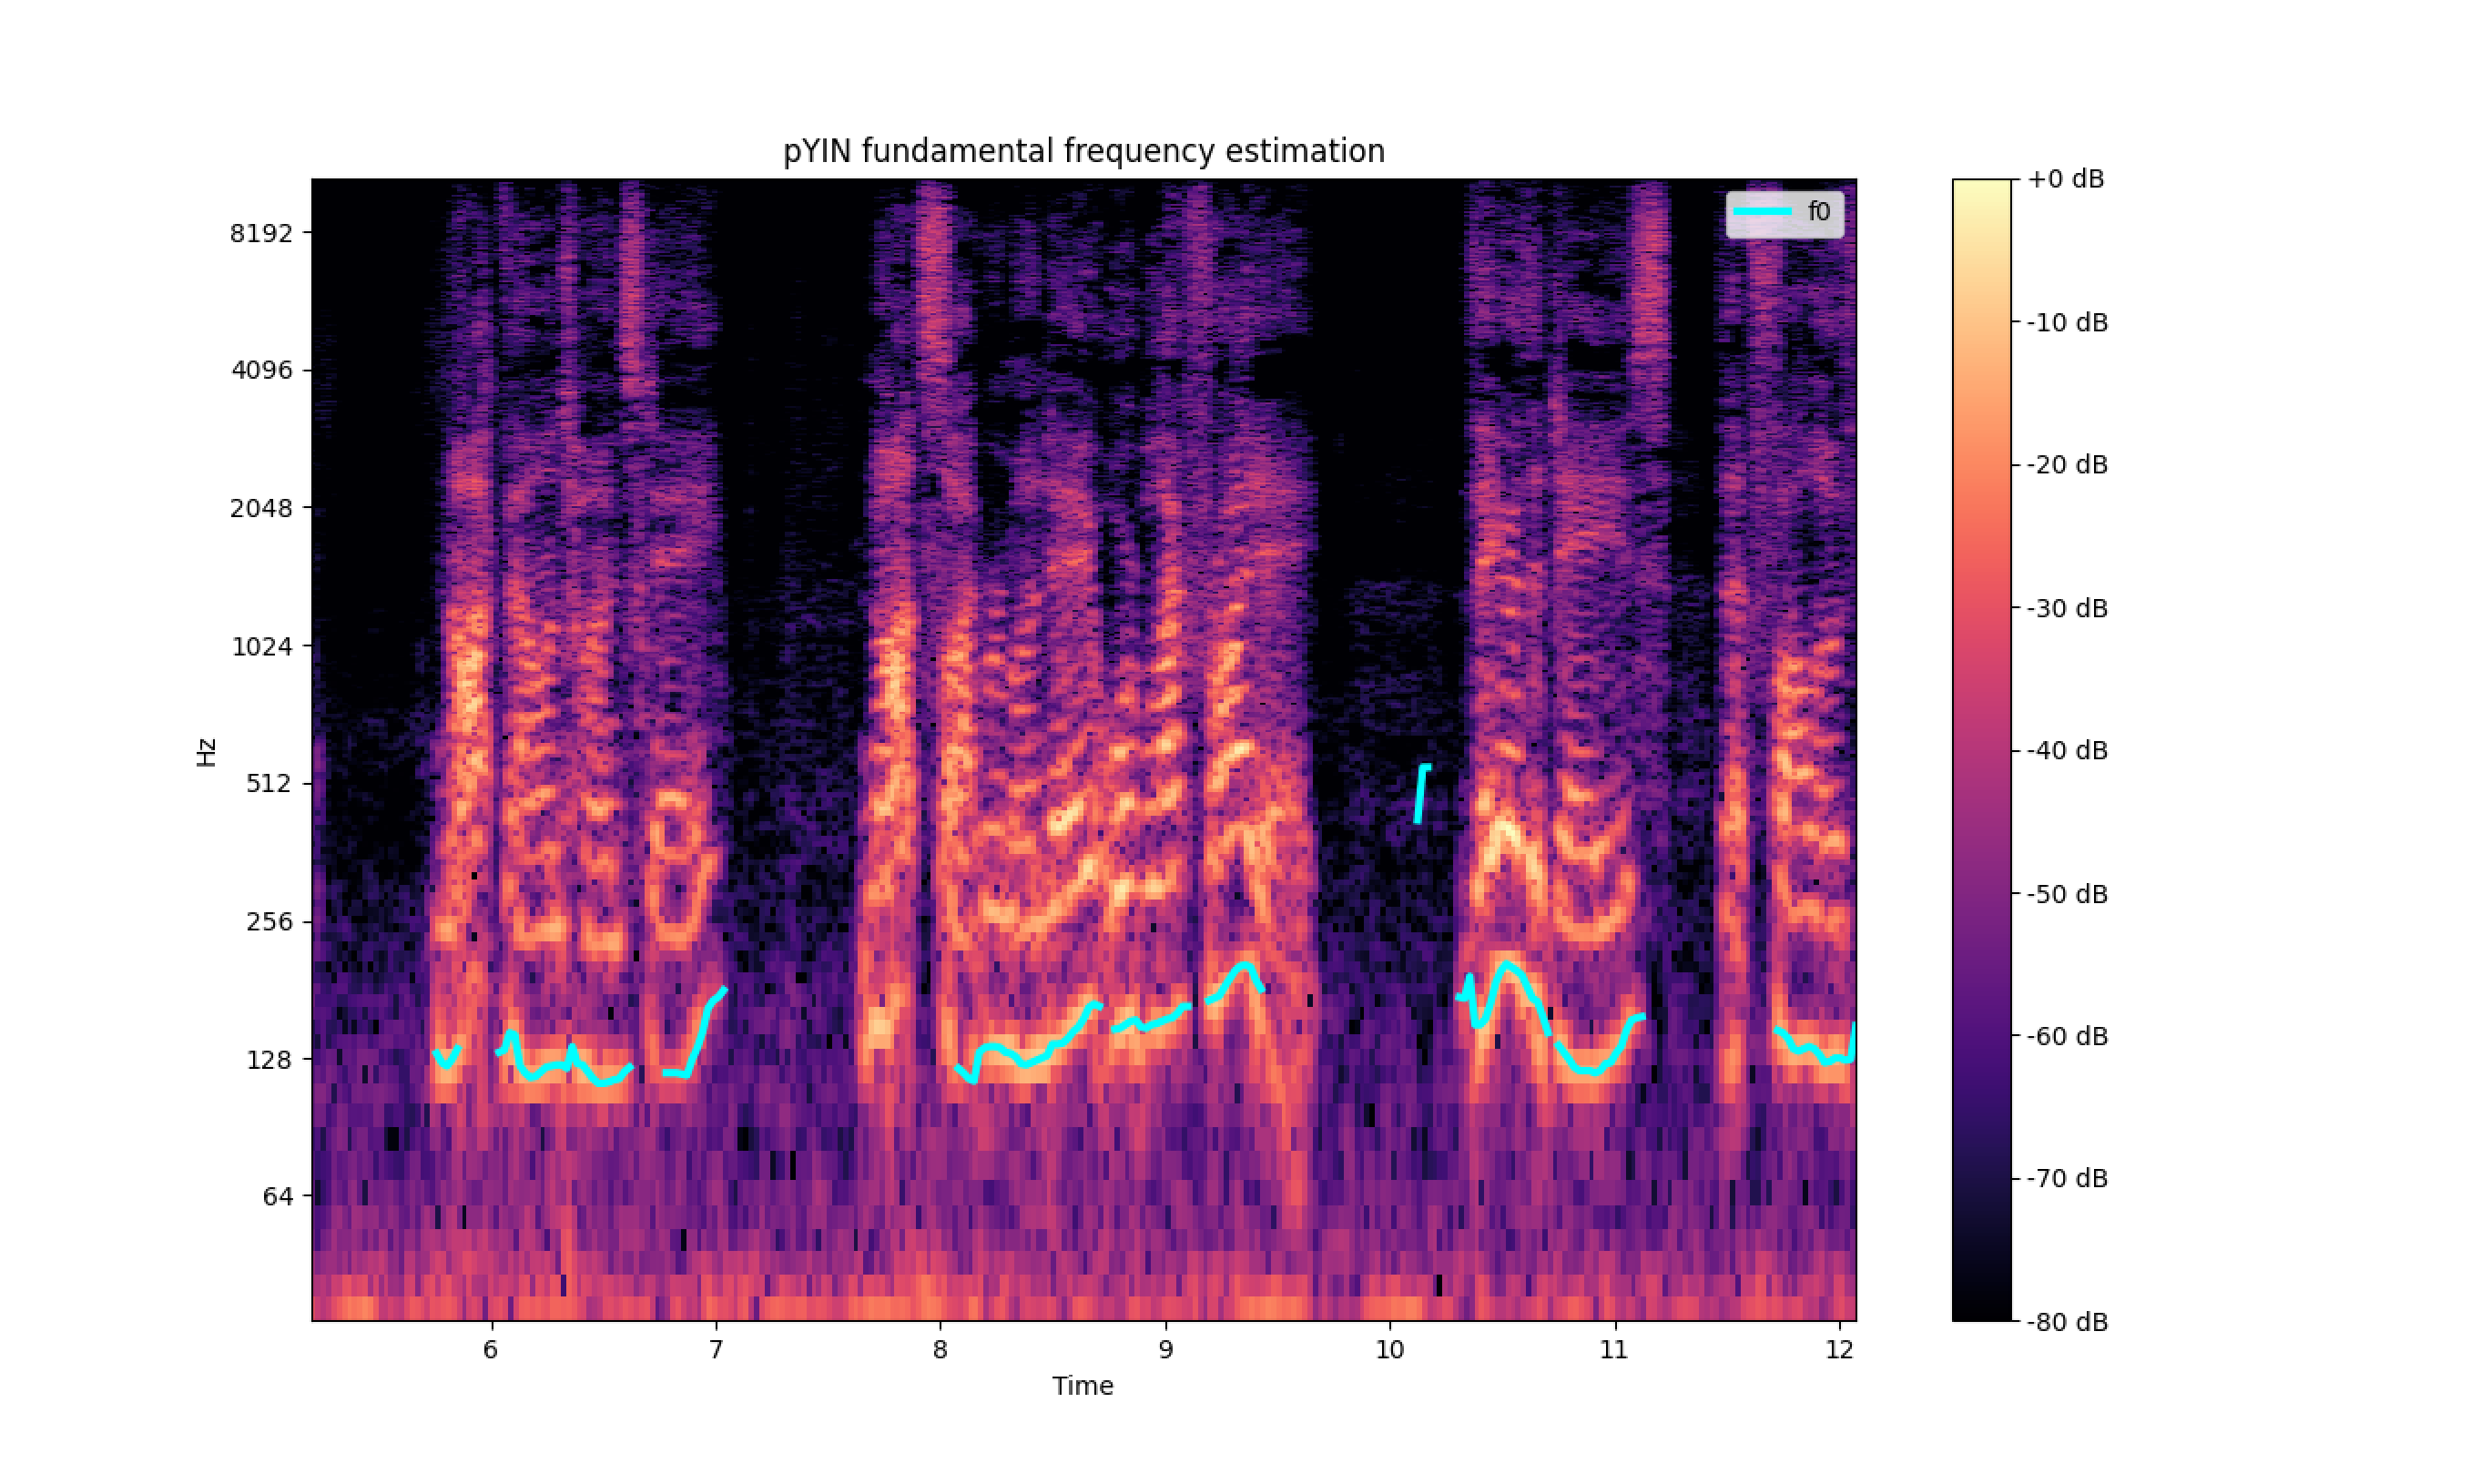 pYIN fundamental frequency estimation
f0
8192
4096
2048
1024
512
256
128
64
Hz
6 7 8 9 10 11 12
Time
+0 dB
-10 dB
-20 dB
-30 dB
-40 dB
-50 dB
-60 dB
-70 dB
-80 dB